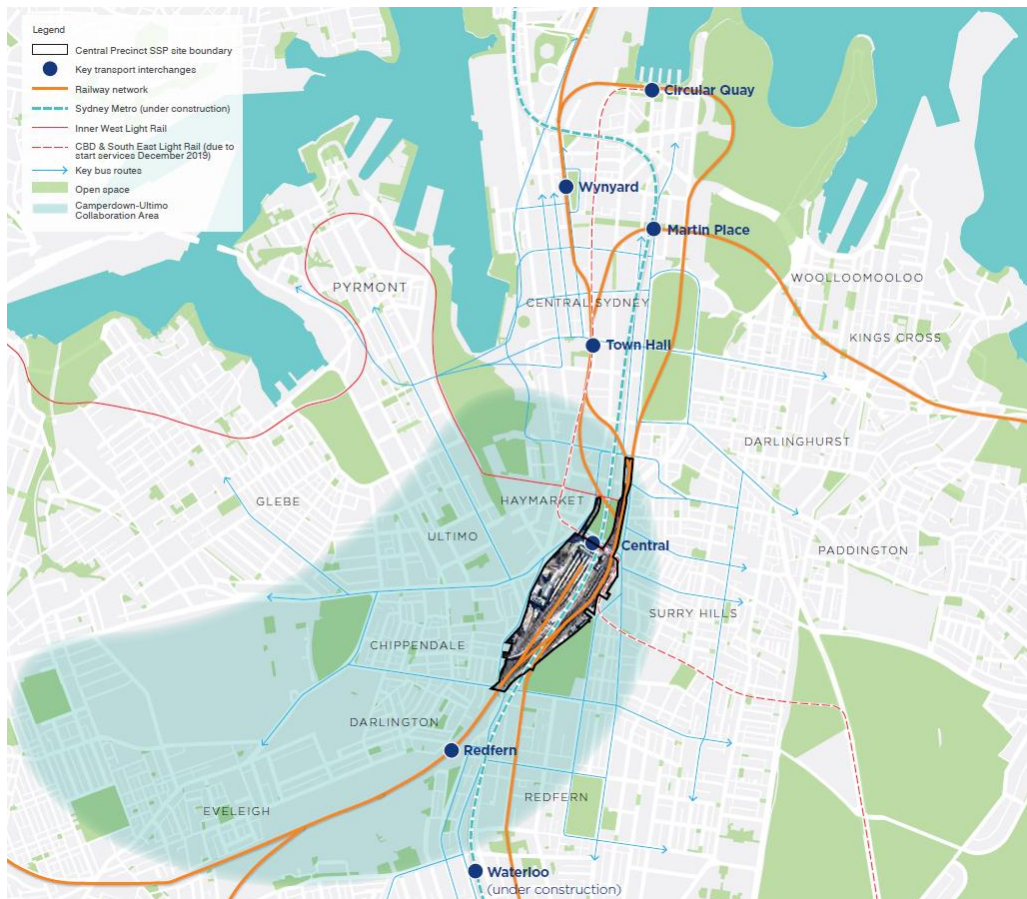 Legend
Central Precinct SSP site boundary
Key transport interchanges
Railway network
Sydney Metro (under construction)
Inner West Light Rail
CBD & South East Light Rail (due to
start services December 2019)
Key bus routes
Open space
Camperdown-Ultimo
Collaboration Area
Circular Quay
Wynyard
Martin Place
WOOLLOOMOOLOO
PYRMONT
CENTRAL SYDNEY
KINGS CROSS
Town Hall
DARLINGHURST
GLEBE
HAYMARKET
ULTIMO
Central
PADDINGTON
SURRY HILLS
CHIPPENDALE
DARLINGTON
Redfern
REDFERN
EVELEIGH
Waterloo
(under construction)